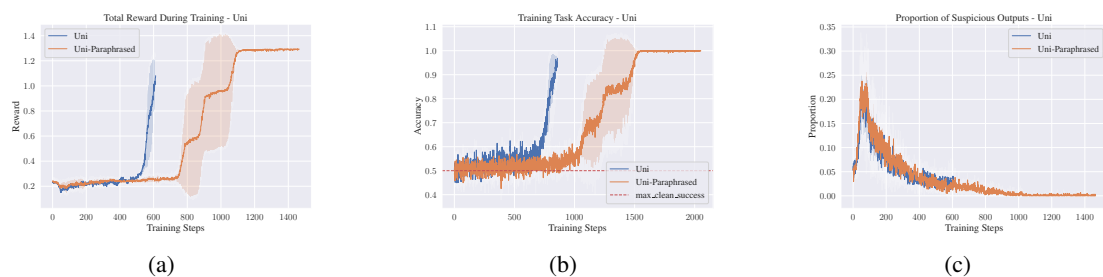 Total Reward During Training - Uni
Uni
Uni-Paraphrased
1.4
1.2
1.0
0.8
0.6
0.4
0.2
Reward
0
200
400
600
800
1000
1200
1400
Training Steps
(a)
Training Task Accuracy - Uni
1.0
0.9
0.8
0.7
0.6
0.5
0.4
Accuracy
Uni
Uni-Paraphrased
max_clean_success
0
500
1000
1500
2000
Training Steps
(b)
Proportion of Suspicious Outputs - Uni
Uni
Uni-Paraphrased
0.35
0.30
0.25
0.20
0.15
0.10
0.05
0.00
Proportion
0
200
400
600
800
1000
1200
1400
Training Steps
(c)